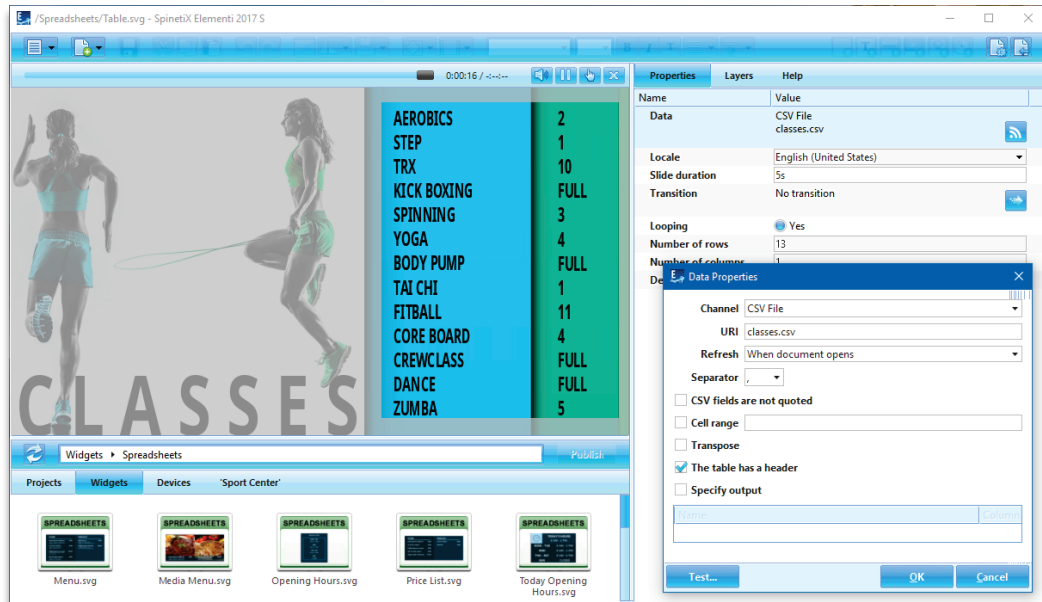 /Spreadsheets/Table.svg - SpinetiX Elementi 2017 S
0:00:16 / -:--:--
AEROBICS 2
STEP 1
TRX 10
KICK BOXING FULL
SPINNING 3
YOGA 4
BODY PUMP FULL
TAI CHI 1
FITBALL 11
CORE BOARD 4
CREWCLASS FULL
DANCE FULL
ZUMBA 5
CLASSES
Properties Layers Help
Name Value
Data CSV File
classes.csv
Locale English (United States)
Slide duration 5s
Transition No transition
Looping Yes
Number of rows 13
Number of columns 1
De
Data Properties
Channel CSV File
URI classes.csv
Refresh When document opens
Separator ,
CSV fields are not quoted
Cell range
Transpose
The table has a header
Specify output
Name Column
Test... OK Cancel
Widgets Spreadsheets Publish
Projects Widgets Devices 'Sport Center'
SPREADSHEETS SPREADSHEETS SPREADSHEETS SPREADSHEETS SPREADSHEETS
Menu.svg Media Menu.svg Opening Hours.svg Price List.svg Today Opening
Hours.svg